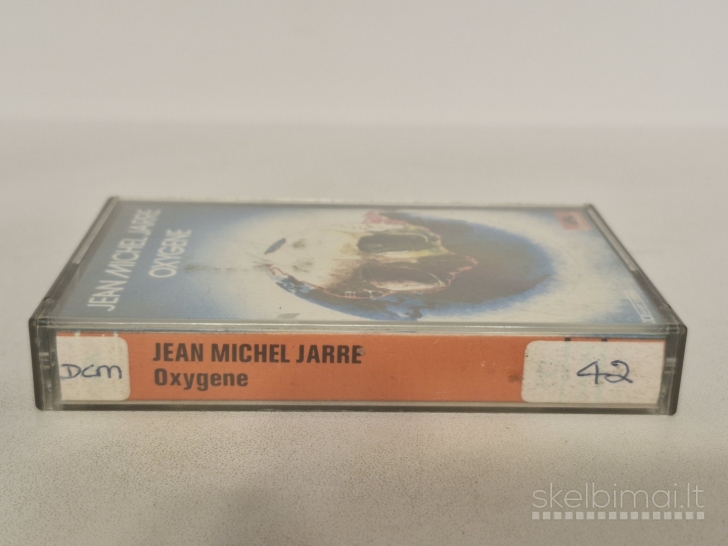 JEAN MICHEL JARRE
OXYGENE
DCM
JEAN MICHEL JARRE
Oxygene
42
skelbimai.lt